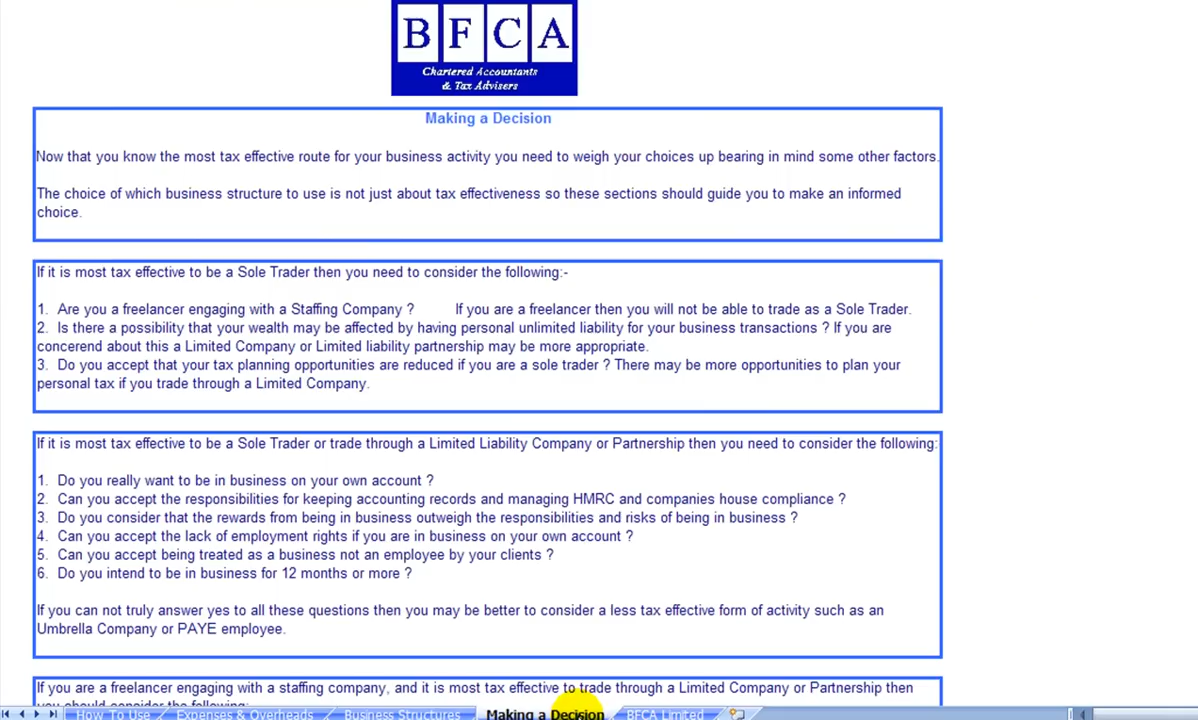 B F C A
Chartered Accountants
& Tax Advisers
Making a Decision
Now that you know the most tax effective route for your business activity you need to weigh your choices up bearing in mind some other factors.
The choice of which business structure to use is not just about tax effectiveness so these sections should guide you to make an informed
choice.
If it is most tax effective to be a Sole Trader then you need to consider the following:-
1. Are you a freelancer engaging with a Staffing Company ? If you are a freelancer then you will not be able to trade as a Sole Trader.
2. Is there a possibility that your wealth may be affected by having personal unlimited liability for your business transactions ? If you are
concerend about this a Limited Company or Limited liability partnership may be more appropriate.
3. Do you accept that your tax planning opportunities are reduced if you are a sole trader ? There may be more opportunities to plan your
personal tax if you trade through a Limited Company.
If it is most tax effective to be a Sole Trader or trade through a Limited Liability Company or Partnership then you need to consider the following:
1. Do you really want to be in business on your own account ?
2. Can you accept the responsibilities for keeping accounting records and managing HMRC and companies house compliance ?
3. Do you consider that the rewards from being in business outweigh the responsibilities and risks of being in business ?
4. Can you accept the lack of employment rights if you are in business on your own account ?
5. Can you accept being treated as a business not an employee by your clients ?
6. Do you intend to be in business for 12 months or more ?
If you can not truly answer yes to all these questions then you may be better to consider a less tax effective form of activity such as an
Umbrella Company or PAYE employee.
If you are a freelancer engaging with a staffing company, and it is most tax effective to trade through a Limited Company or Partnership then
you should consider the following:
How To Use Expenses & Overheads Business Structures Making a Decision BFCA Limited